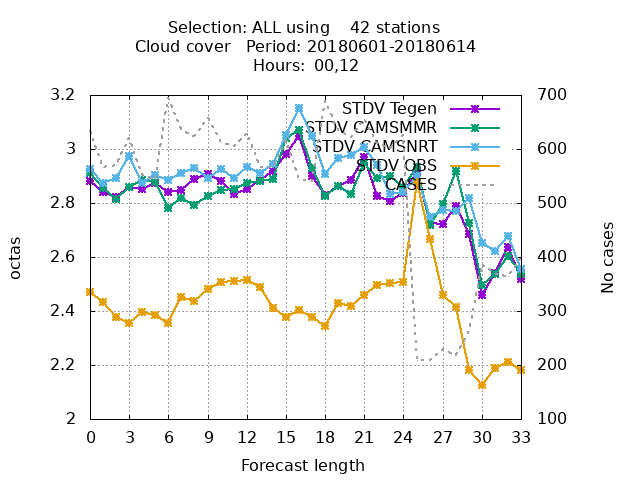 Selection: ALL using    42 stations
Cloud cover   Period: 20180601-20180614
Hours:  00,12
3.2
3
2.8
2.6
2.4
2.2
2
octas
STDV Tegen
STDV CAMSMMR
STDV CAMSNRT
STDV OBS
CASES
700
600
500
400
300
200
100
No cases
0 3 6 9 12 15 18 21 24 27 30 33
Forecast length